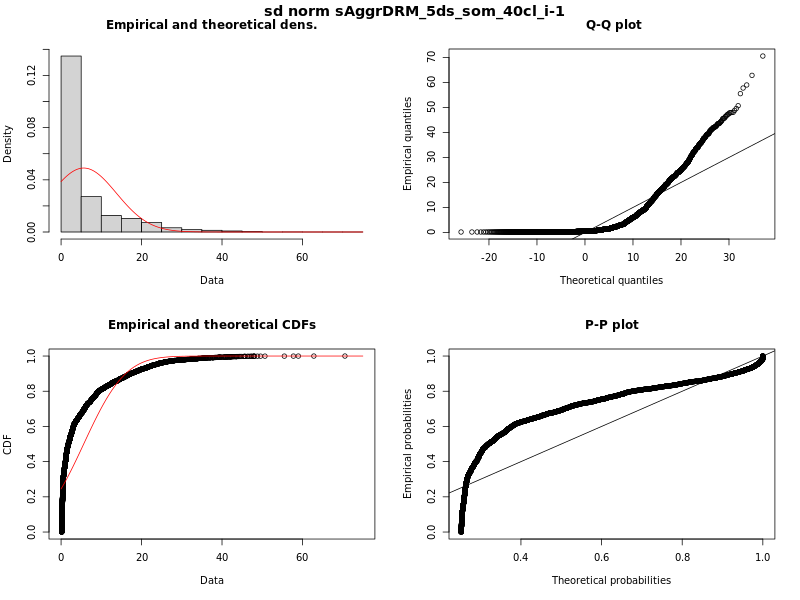 sd norm sAggrDRM_5ds_som_40cl_i-1
Empirical and theoretical dens.
Density
0.00 0.04 0.08 0.12
0 20 40 60
Data
Q-Q plot
Empirical quantiles
0 10 20 30 40 50 60 70
-20 -10 0 10 20 30
Theoretical quantiles
Empirical and theoretical CDFs
CDF
0.0 0.2 0.4 0.6 0.8 1.0
0 20 40 60
Data
P-P plot
Empirical probabilities
0.0 0.2 0.4 0.6 0.8 1.0
0.4 0.6 0.8 1.0
Theoretical probabilities